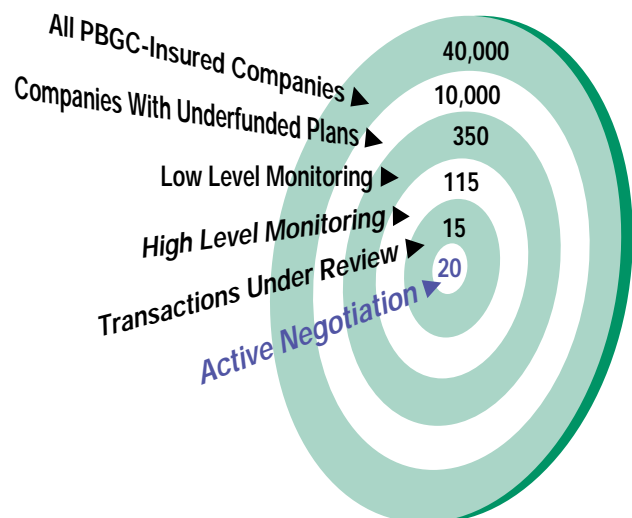 All PBGC-Insured Companies
40,000
Companies With Underfunded Plans
10,000
Low Level Monitoring
350
High Level Monitoring
115
Transactions Under Review
15
Active Negotiation
20